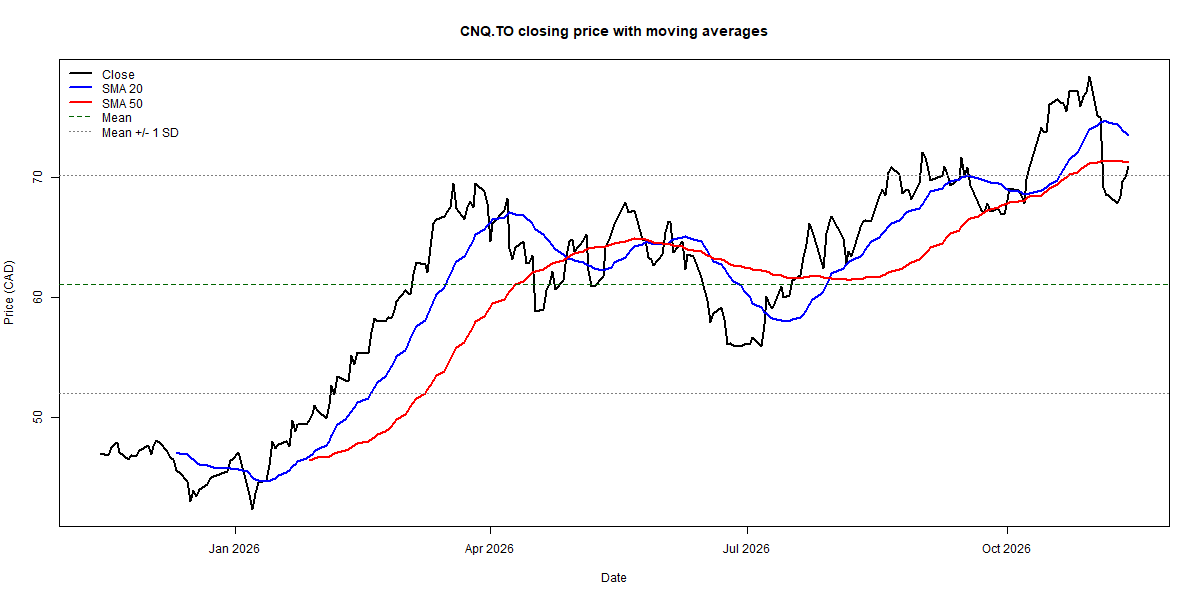 CNQ.TO closing price with moving averages
Close
SMA 20
SMA 50
Mean
Mean +/- 1 SD
Price (CAD)
70
60
50
Jan 2026
Apr 2026
Jul 2026
Oct 2026
Date